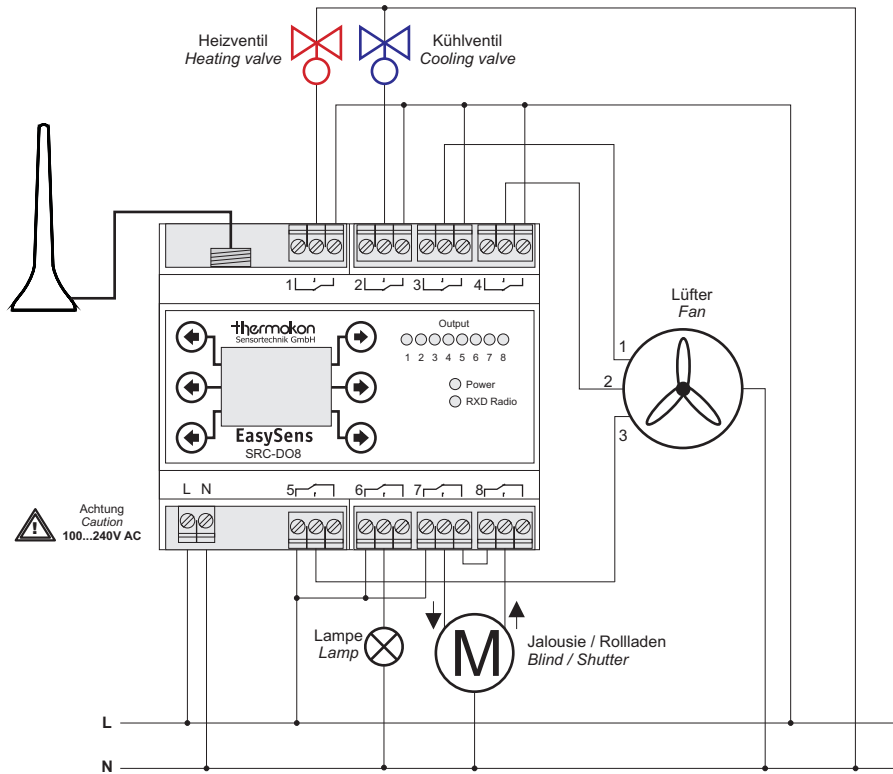 Heizventil
Heating valve
Kühlventil
Cooling valve
1 2 3 4
thermokon
Sensortechnik GmbH
Output
1 2 3 4 5 6 7 8
Power
RXD Radio
EasySens
SRC-DO8
Lüfter
Fan
1
2
3
Achtung
Caution
100...240V AC
L N
5 6 7 8
Lampe
Lamp
M
Jalousie / Rollladen
Blind / Shutter
L
N